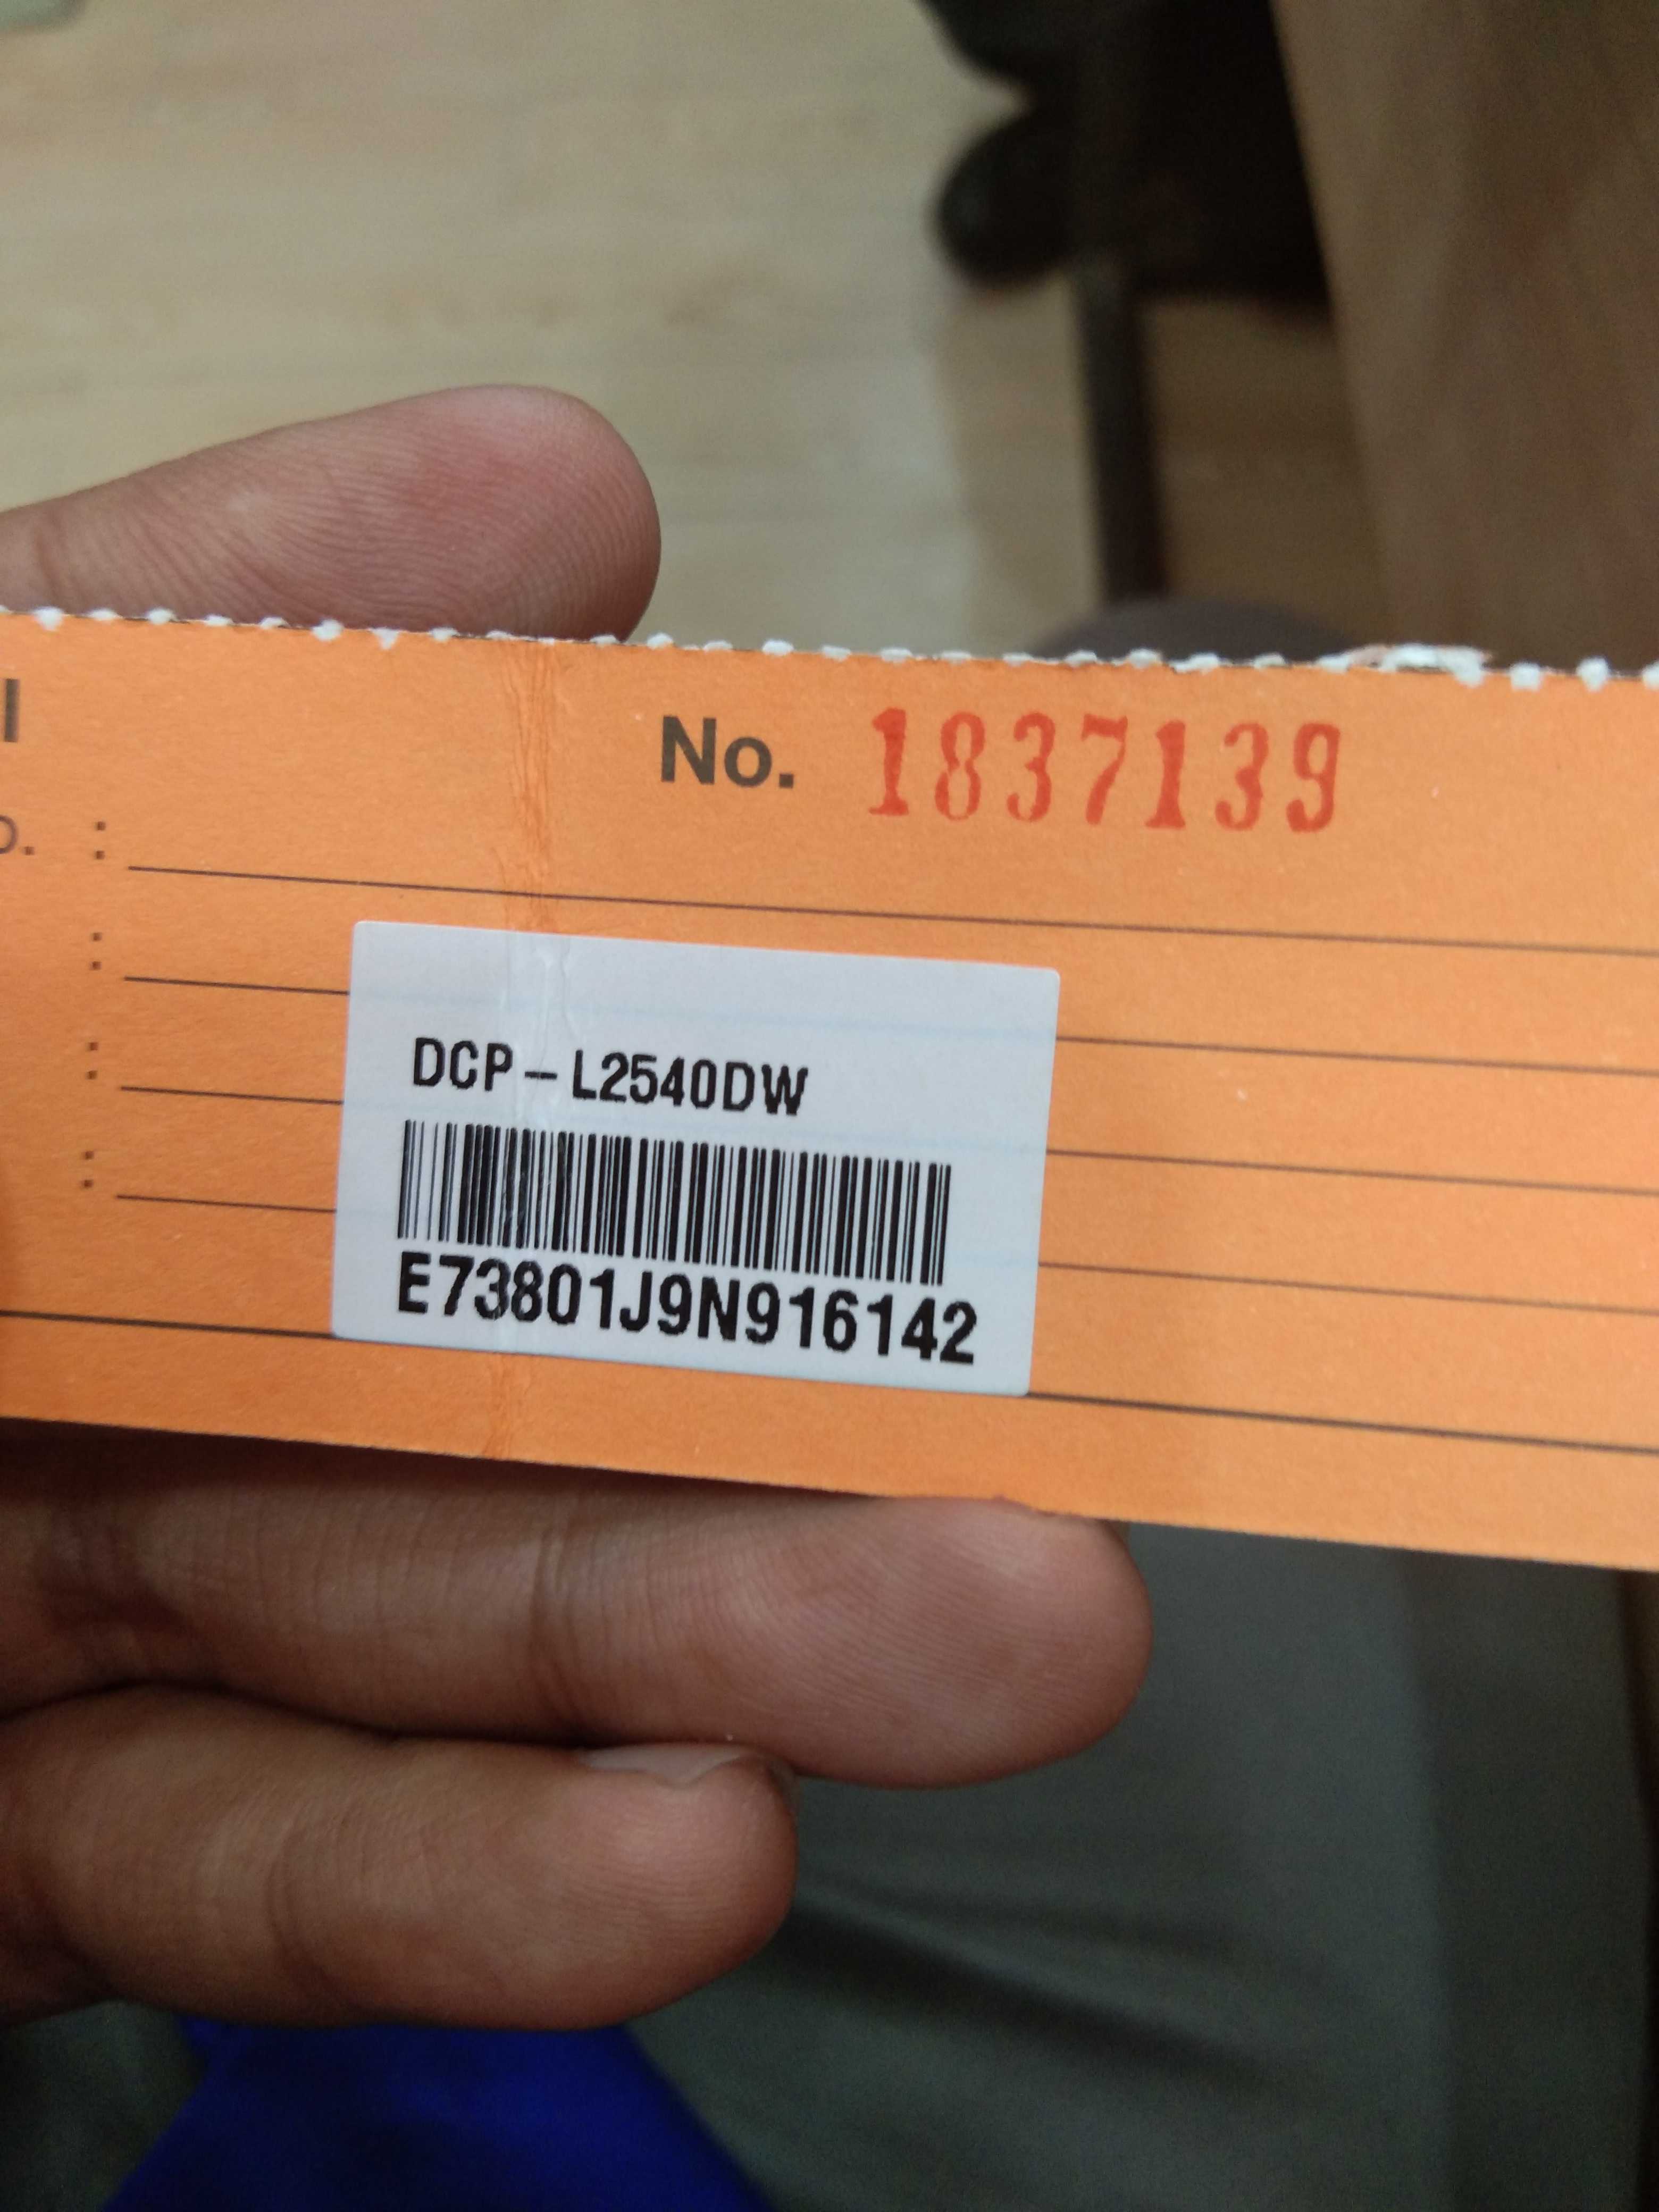 l No. 1837139
o. :
:
:
:
DCP-L2540DW
E73801J9N916142